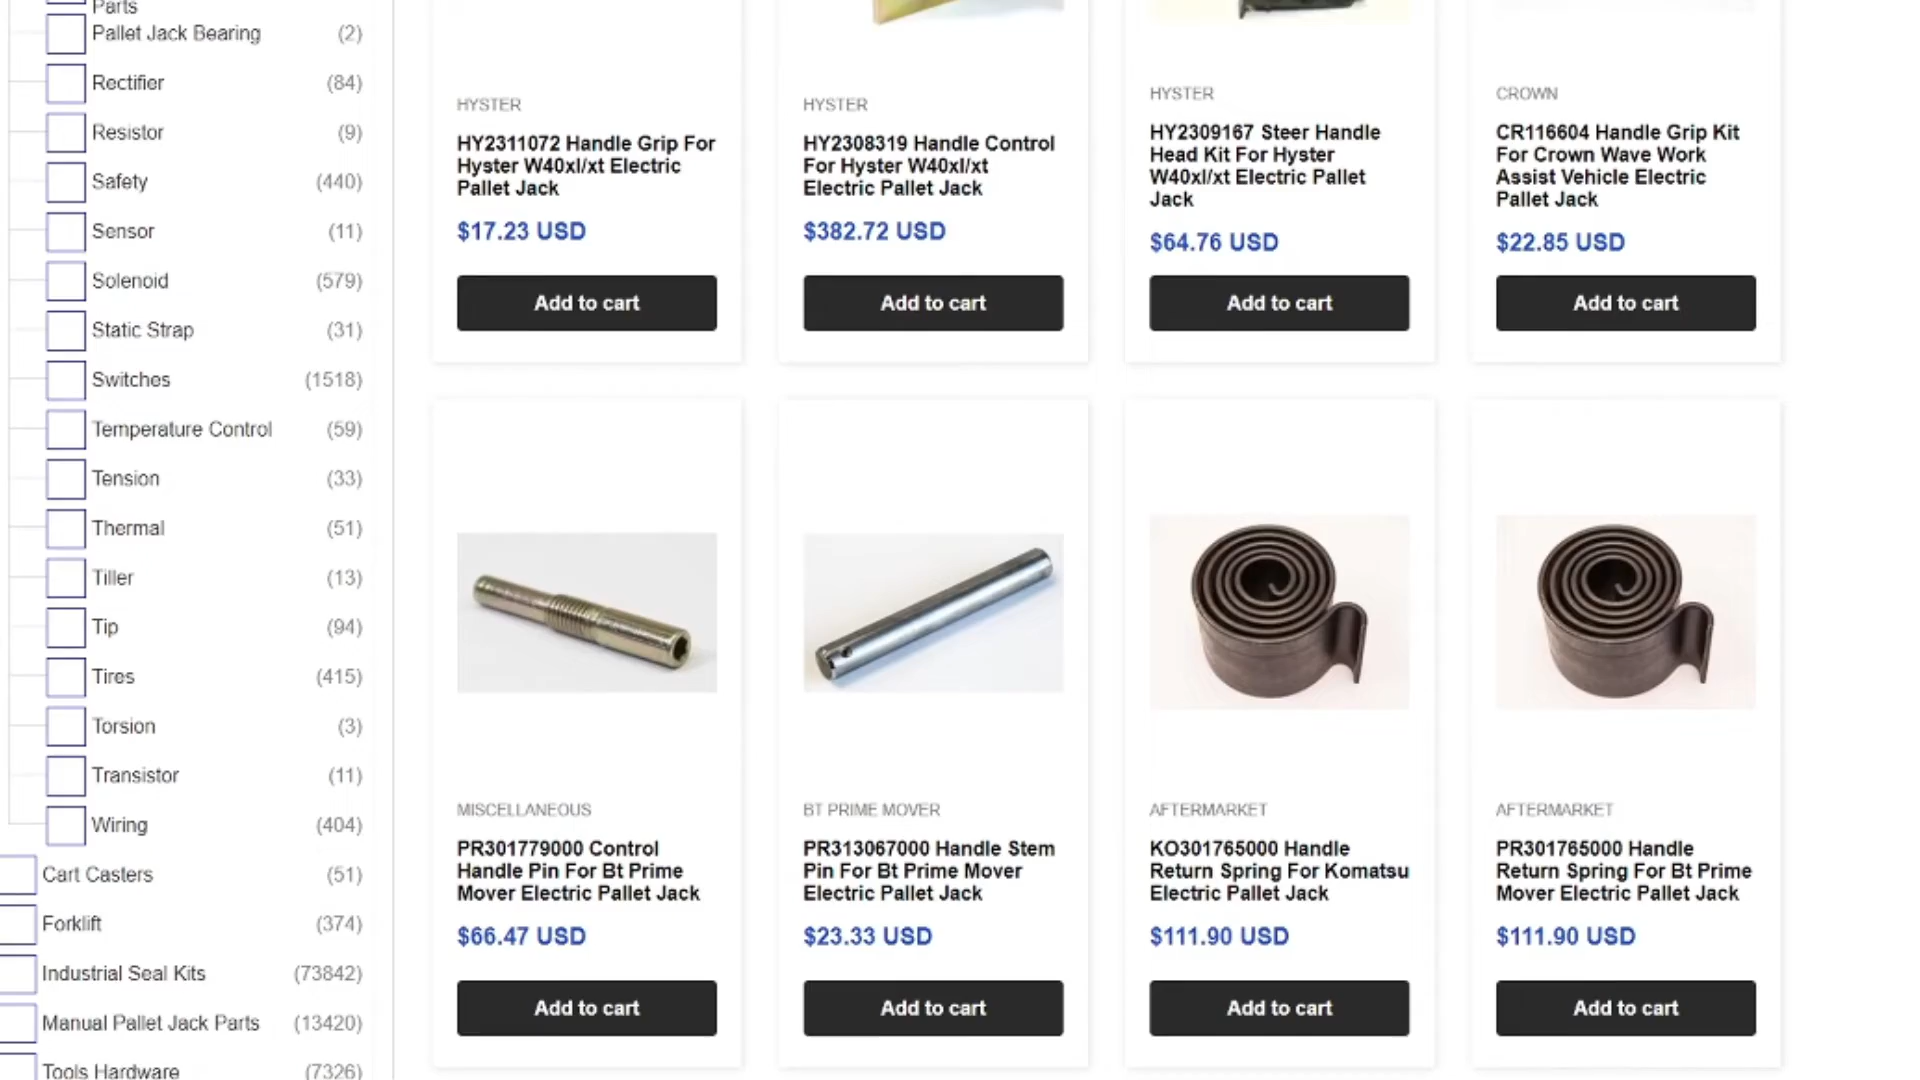 Parts
Pallet Jack Bearing (2)
Rectifier (84)
Resistor (9)
Safety (440)
Sensor (11)
Solenoid (579)
Static Strap (31)
Switches (1518)
Temperature Control (59)
Tension (33)
Thermal (51)
Tiller (13)
Tip (94)
Tires (415)
Torsion (3)
Transistor (11)
Wiring (404)
Cart Casters (51)
Forklift (374)
Industrial Seal Kits (73842)
Manual Pallet Jack Parts (13420)
Tools Hardware (7326)
HYSTER
HY2311072 Handle Grip For
Hyster W40xl/xt Electric
Pallet Jack
$17.23 USD
Add to cart
HYSTER
HY2308319 Handle Control
For Hyster W40xl/xt
Electric Pallet Jack
$382.72 USD
Add to cart
HYSTER
HY2309167 Steer Handle
Head Kit For Hyster
W40xl/xt Electric Pallet
Jack
$64.76 USD
Add to cart
CROWN
CR116604 Handle Grip Kit
For Crown Wave Work
Assist Vehicle Electric
Pallet Jack
$22.85 USD
Add to cart
MISCELLANEOUS
PR301779000 Control
Handle Pin For Bt Prime
Mover Electric Pallet Jack
$66.47 USD
Add to cart
BT PRIME MOVER
PR313067000 Handle Stem
Pin For Bt Prime Mover
Electric Pallet Jack
$23.33 USD
Add to cart
AFTERMARKET
KO301765000 Handle
Return Spring For Komatsu
Electric Pallet Jack
$111.90 USD
Add to cart
AFTERMARKET
PR301765000 Handle
Return Spring For Bt Prime
Mover Electric Pallet Jack
$111.90 USD
Add to cart